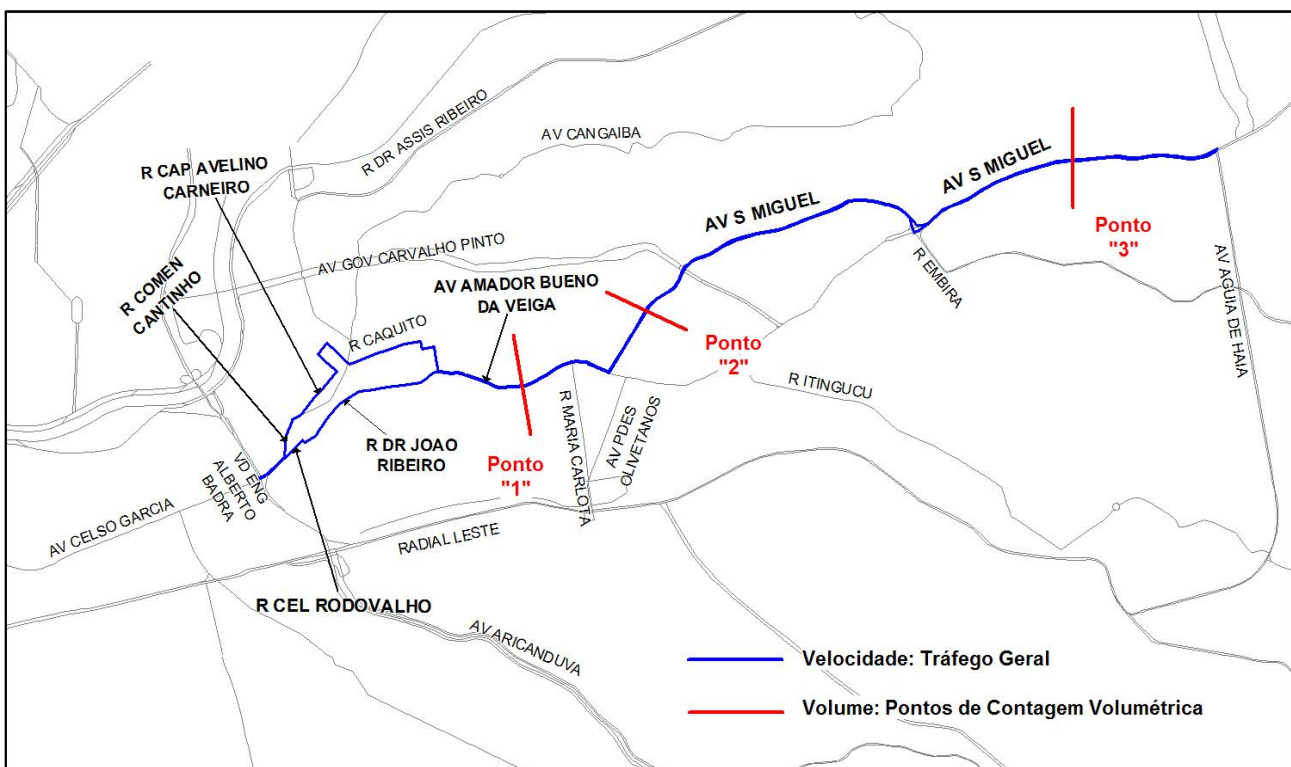 R DR ASSIS RIBEIRO
AV CANGAIBA
R CAP AVELINO
CARNEIRO
AV S MIGUEL
AV S MIGUEL
Ponto
"3"
R COMEN
CANTINHO
AV GOV CARVALHO PINTO
R EMBIRA
AV AGUIA DE HAIA
AV AMADOR BUENO
DA VEIGA
R CAQUITO
Ponto
"2"
R ITINGUCU
R MARIA CARLOTA
AV PDES
OLIVETANOS
R DR JOAO
RIBEIRO
Ponto
"1"
VD ENG
ALBERTO
BADRA
AV CELSO GARCIA
RADIAL LESTE
R CEL RODOVALHO
AV ARICANDUVA
Velocidade: Tráfego Geral
Volume: Pontos de Contagem Volumétrica